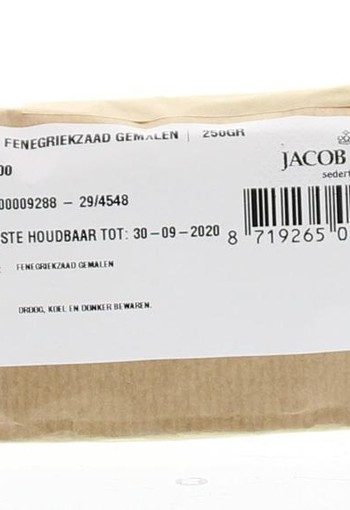 FENEGRIEKZAAD GEMALEN | 250GR
00
00009288 – 29/4548
STE HOUDBAAR TOT: 30-09-2020
: FENEGRIEKZAAD GEMALEN
DROOG, KOEL EN DONKER BEWAREN.
JACOB
sedert
8 719265 0